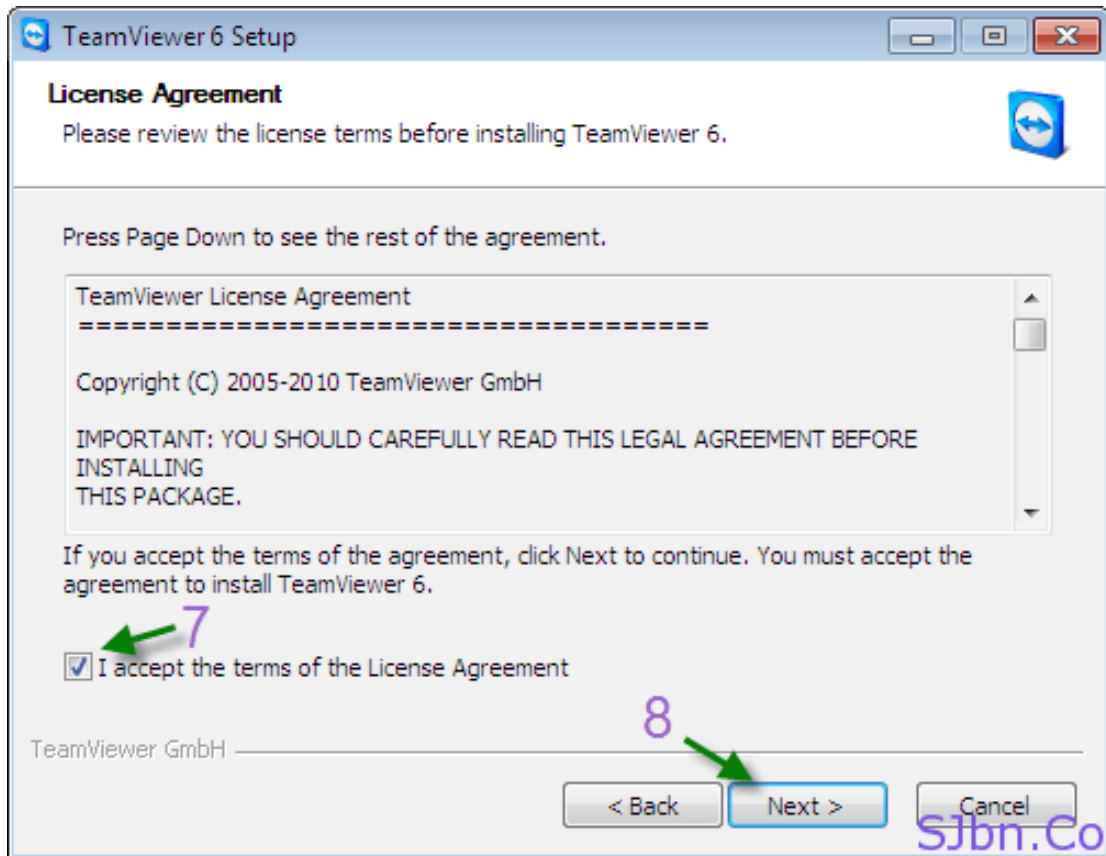 TeamViewer 6 Setup
License Agreement
Please review the license terms before installing TeamViewer 6.
Press Page Down to see the rest of the agreement.
TeamViewer License Agreement
====================================
Copyright (C) 2005-2010 TeamViewer GmbH
IMPORTANT: YOU SHOULD CAREFULLY READ THIS LEGAL AGREEMENT BEFORE
INSTALLING
THIS PACKAGE.
If you accept the terms of the agreement, click Next to continue. You must accept the
agreement to install TeamViewer 6.
7
I accept the terms of the License Agreement
8
TeamViewer GmbH
< Back Next > Cancel
SJbn.Co